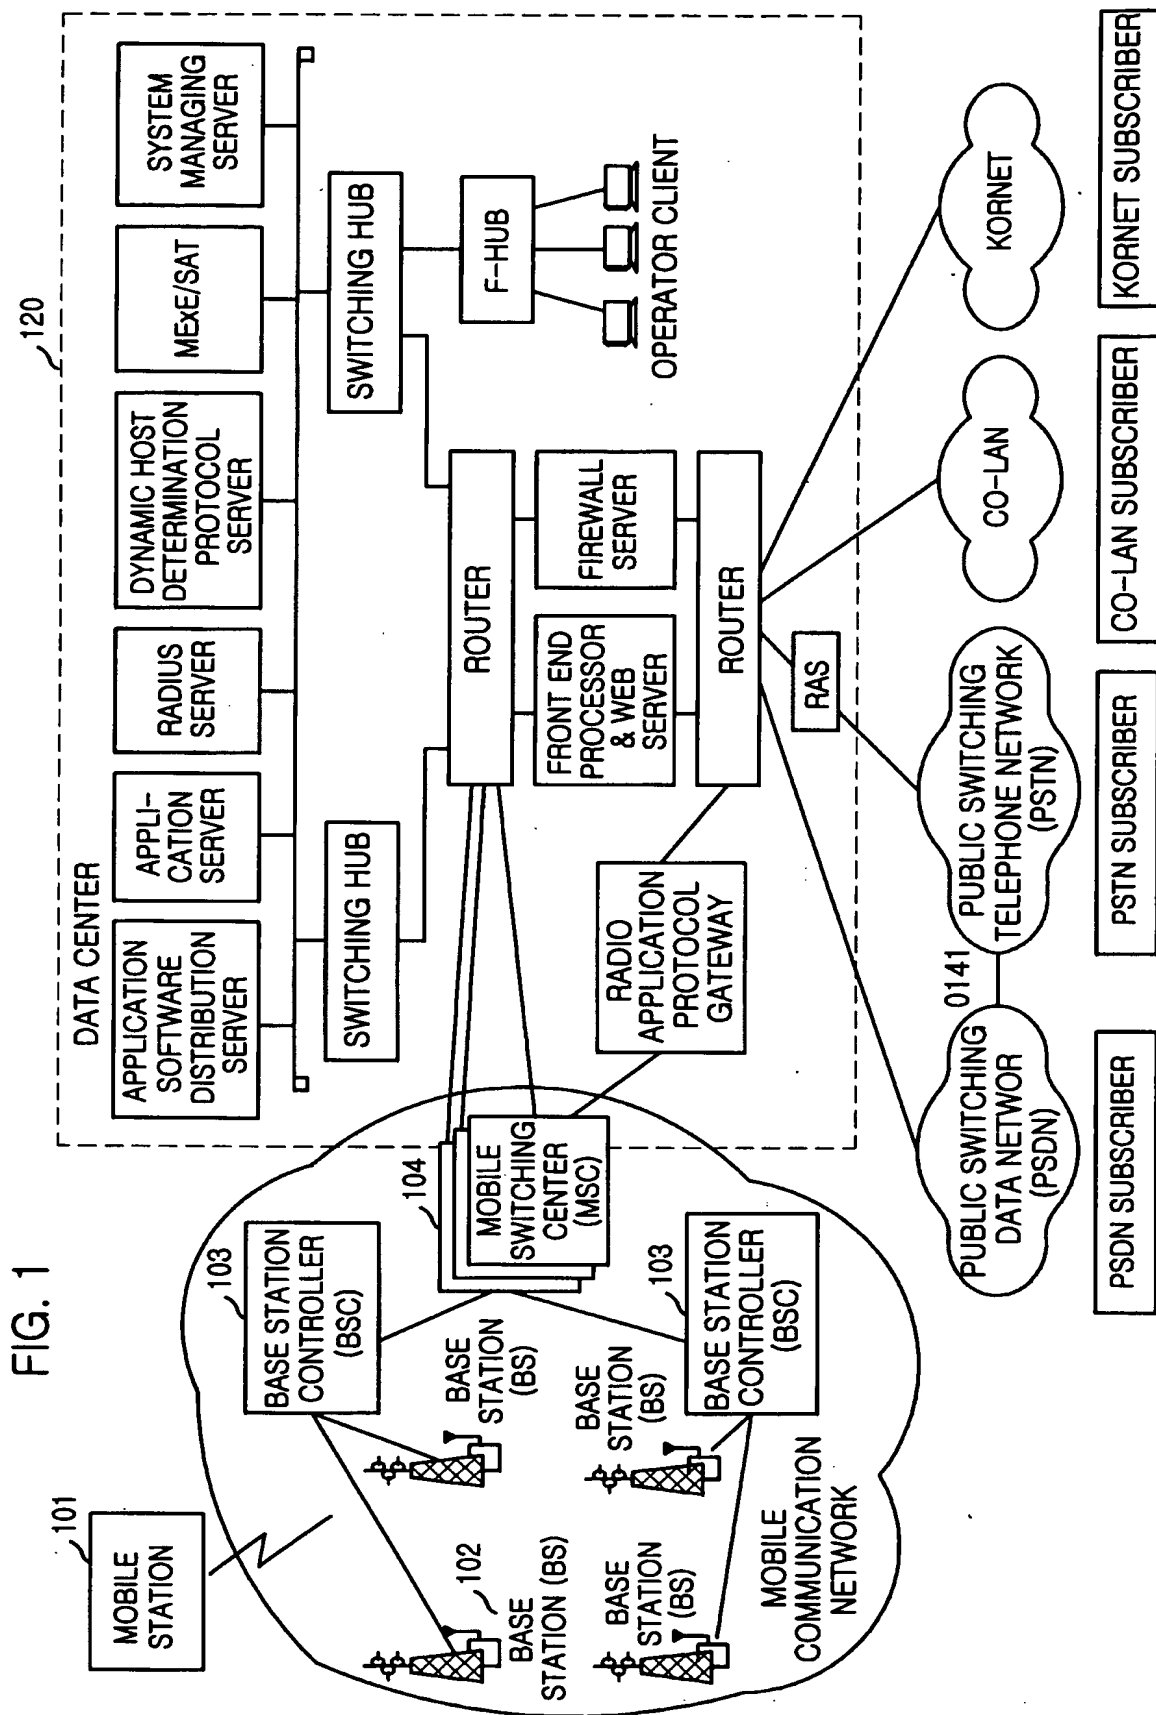 FIG. 1
120
DATA CENTER
APPLICATION
SOFTWARE
DISTRIBUTION
SERVER
APPLI-
CATION
SERVER
RADIUS
SERVER
DYNAMIC HOST
DETERMINATION
PROTOCOL
SERVER
MExE/SAT
SYSTEM
MANAGING
SERVER
SWITCHING HUB
SWITCHING HUB
F-HUB
OPERATOR CLIENT
ROUTER
FRONT END
PROCESSOR
& WEB
SERVER
FIREWALL
SERVER
ROUTER
RAS
RADIO
APPLICATION
PROTOCOL
GATEWAY
101
MOBILE
STATION
103
BASE STATION
CONTROLLER
(BSC)
104
MOBILE
SWITCHING
CENTER
(MSC)
BASE
STATION
(BS)
102
BASE
STATION (BS)
BASE
STATION
(BS)
BASE
STATION
(BS)
103
BASE STATION
CONTROLLER
(BSC)
MOBILE
COMMUNICATION
NETWORK
PUBLIC SWITCHING
DATA NETWOR
(PSDN)
0141
PUBLIC SWITCHING
TELEPHONE NETWORK
(PSTN)
CO-LAN
KORNET
PSDN SUBSCRIBER
PSTN SUBSCRIBER
CO-LAN SUBSCRIBER
KORNET SUBSCRIBER